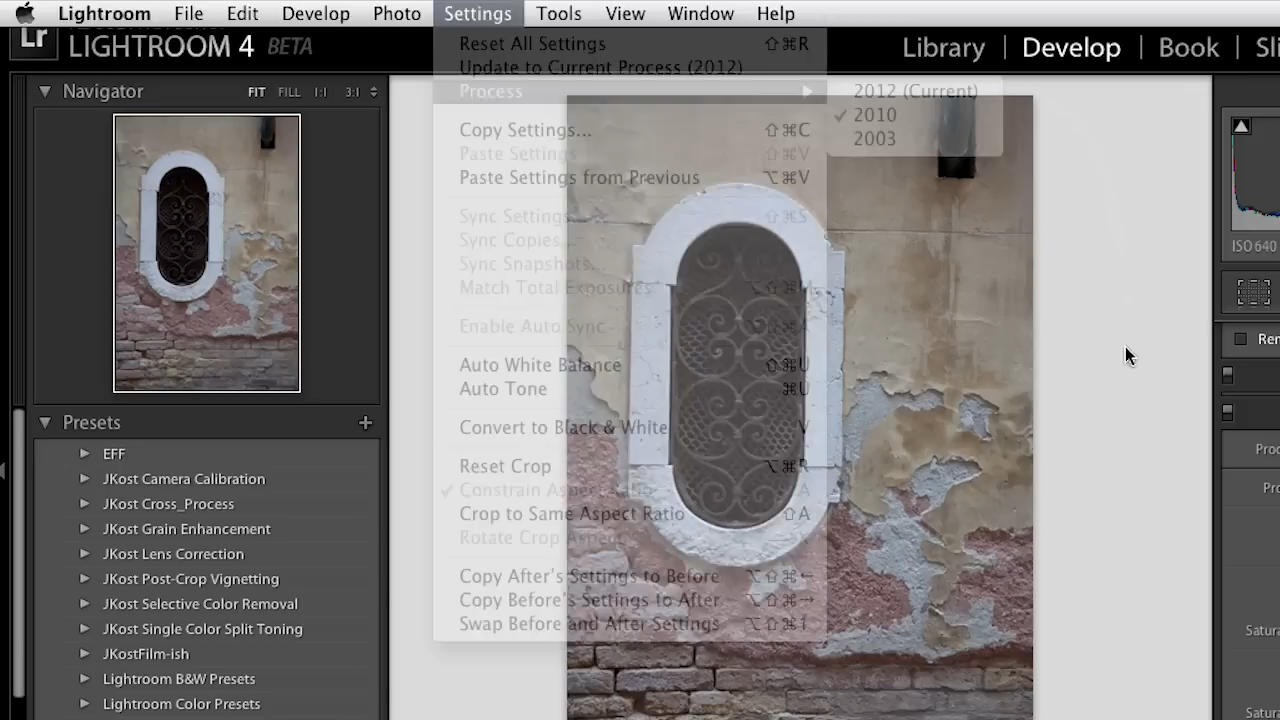 Lightroom File Edit Develop Photo Settings Tools View Window Help
Lr LIGHTROOM 4 BETA
Library | Develop | Book | Sli
Navigator FIT FILL 1:1 3:1
Reset All Settings ⇧⌘R
Update to Current Process (2012)
Process
2012 (Current)
✓ 2010
2003
Copy Settings... ⇧⌘C
Paste Settings ⇧⌘V
Paste Settings from Previous ⌥⌘V
Sync Settings... ⇧⌘S
Sync Copies...
Sync Snapshots...
Match Total Exposures ⌥⇧⌘M
Enable Auto Sync ⌥⇧⌘A
Auto White Balance ⇧⌘U
Auto Tone ⌘U
Convert to Black & White V
Reset Crop ⌥⌘R
✓ Constrain Aspect Ratio A
Crop to Same Aspect Ratio ⇧A
Rotate Crop Aspect
Copy After's Settings to Before ⌥⇧⌘←
Copy Before's Settings to After ⌥⇧⌘→
Swap Before and After Settings ⌥⇧⌘↑
Presets +
EFF
JKost Camera Calibration
JKost Cross_Process
JKost Grain Enhancement
JKost Lens Correction
JKost Post-Crop Vignetting
JKost Selective Color Removal
JKost Single Color Split Toning
JKostFilm-ish
Lightroom B&W Presets
Lightroom Color Presets
ISO 640
Ren
Proc
Pro
Satura
Satura